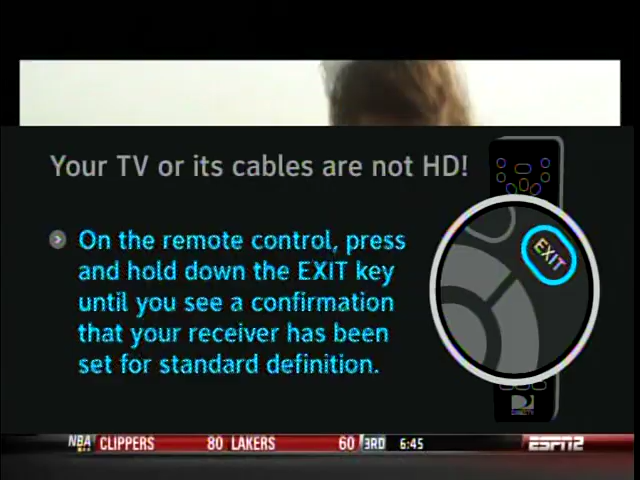 Your TV or its cables are not HD!
On the remote control, press
and hold down the EXIT key
until you see a confirmation
that your receiver has been
set for standard definition.
EXIT
DIRECTV
NBA CLIPPERS 80 LAKERS 60 3RD 6:45 ESPN2